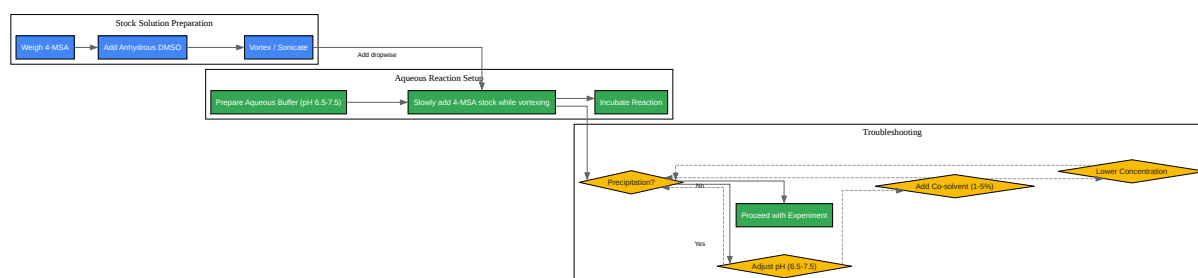 Stock Solution Preparation
Weigh 4-MSA
Add Anhydrous DMSO
Vortex / Sonicate
Add dropwise
Aqueous Reaction Setup
Prepare Aqueous Buffer (pH 6.5-7.5)
Slowly add 4-MSA stock while vortexing
Incubate Reaction
Troubleshooting
Precipitation?
No
Lower Concentration
Add Co-solvent (1-5%)
Proceed with Experiment
Yes
Adjust pH (6.5-7.5)